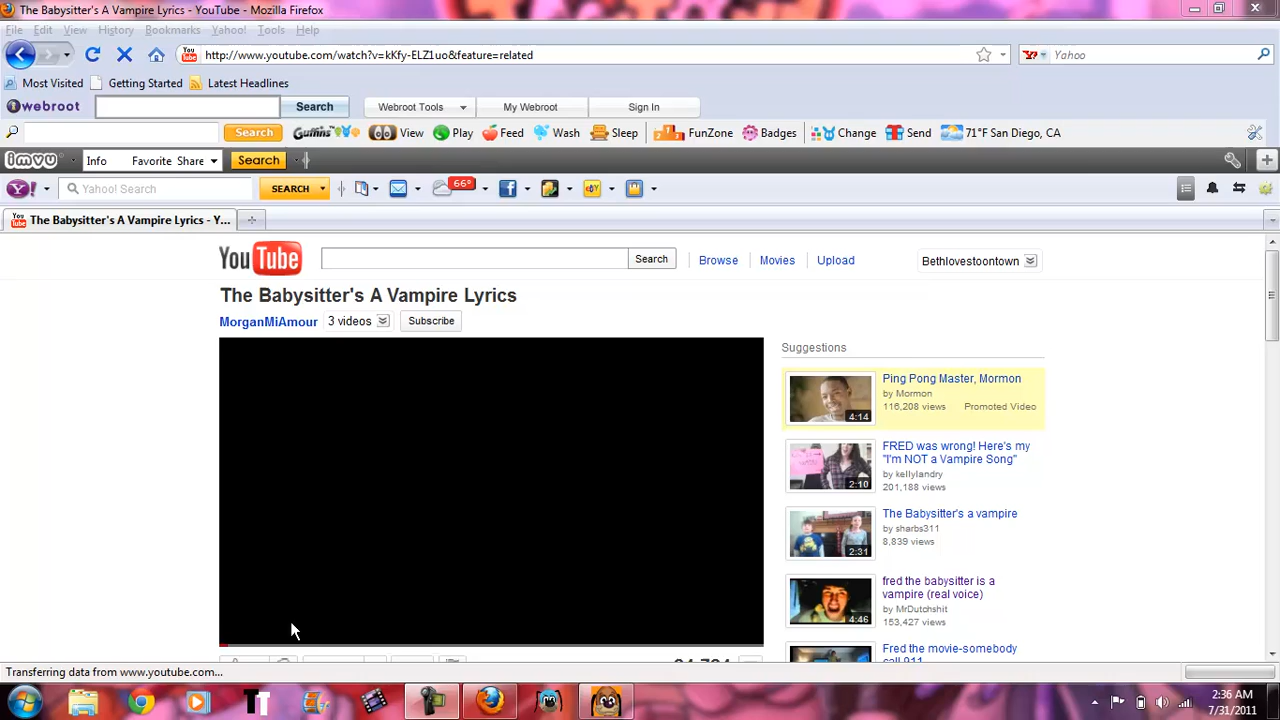 The Babysitter's A Vampire Lyrics - YouTube - Mozilla Firefox
File Edit View History Bookmarks Yahoo! Tools Help
You Tube http://www.youtube.com/watch?v=kKfy-ELZ1uo&feature=related Y! Yahoo
Most Visited Getting Started Latest Headlines
webroot Search Webroot Tools My Webroot Sign In
Search Guffins View Play Feed Wash Sleep FunZone Badges Change Send 71°F San Diego, CA
imvu Info Favorite Share Search
Y! Yahoo! Search SEARCH 66°
You Tube The Babysitter's A Vampire Lyrics - Y...
YouTube Search Browse Movies Upload Bethlovestoontown
The Babysitter's A Vampire Lyrics
MorganMiAmour 3 videos Subscribe
Suggestions
Ping Pong Master, Mormon
by Mormon
116,208 views Promoted Video
4:14
FRED was wrong! Here's my
"I'm NOT a Vampire Song"
by kellylandry
201,188 views
2:10
The Babysitter's a vampire
by sharbs311
8,839 views
2:31
fred the babysitter is a
vampire (real voice)
by MrDutchshit
153,427 views
4:46
Fred the movie-somebody
call 911
Transferring data from www.youtube.com...
2:36 AM
7/31/2011